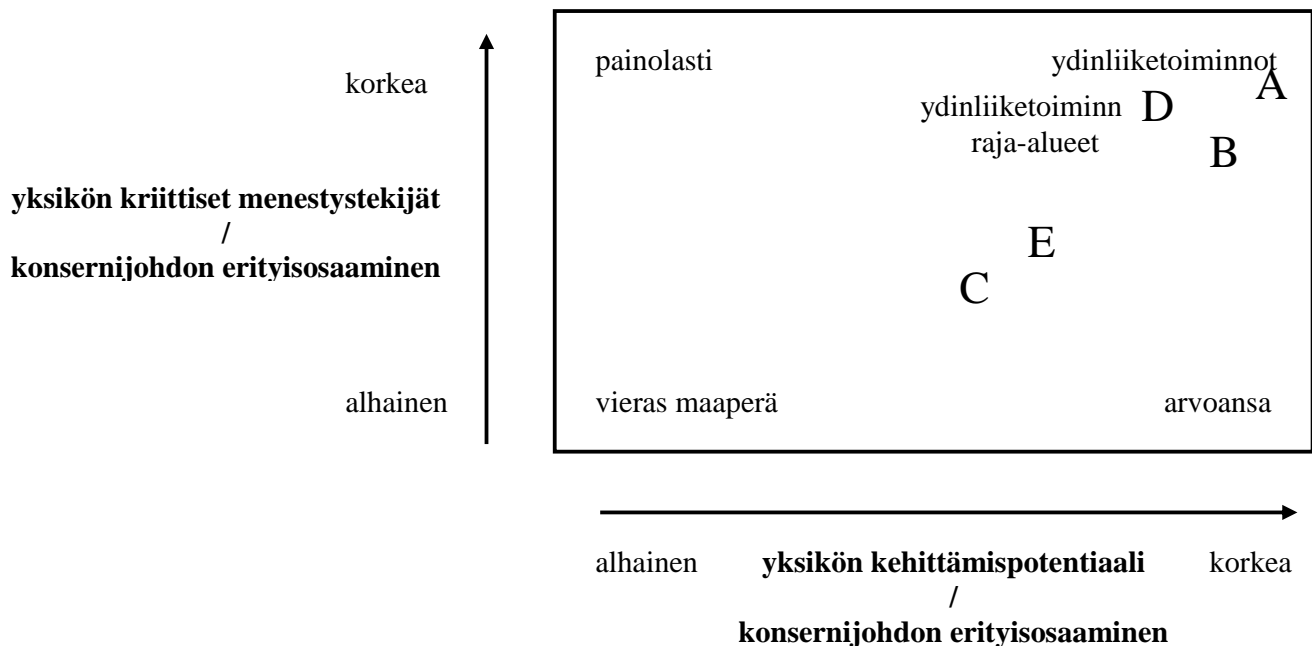 painolasti
ydinliiketoiminnot
korkea
A
ydinliiketoiminn
D
raja-alueet
B
yksikön kriittiset menestystekijät
/
konsernijohdon erityisosaaminen
E
C
alhainen
vieras maaperä
arvoansa
alhainen
yksikön kehittämispotentiaali
korkea
/
konsernijohdon erityisosaaminen